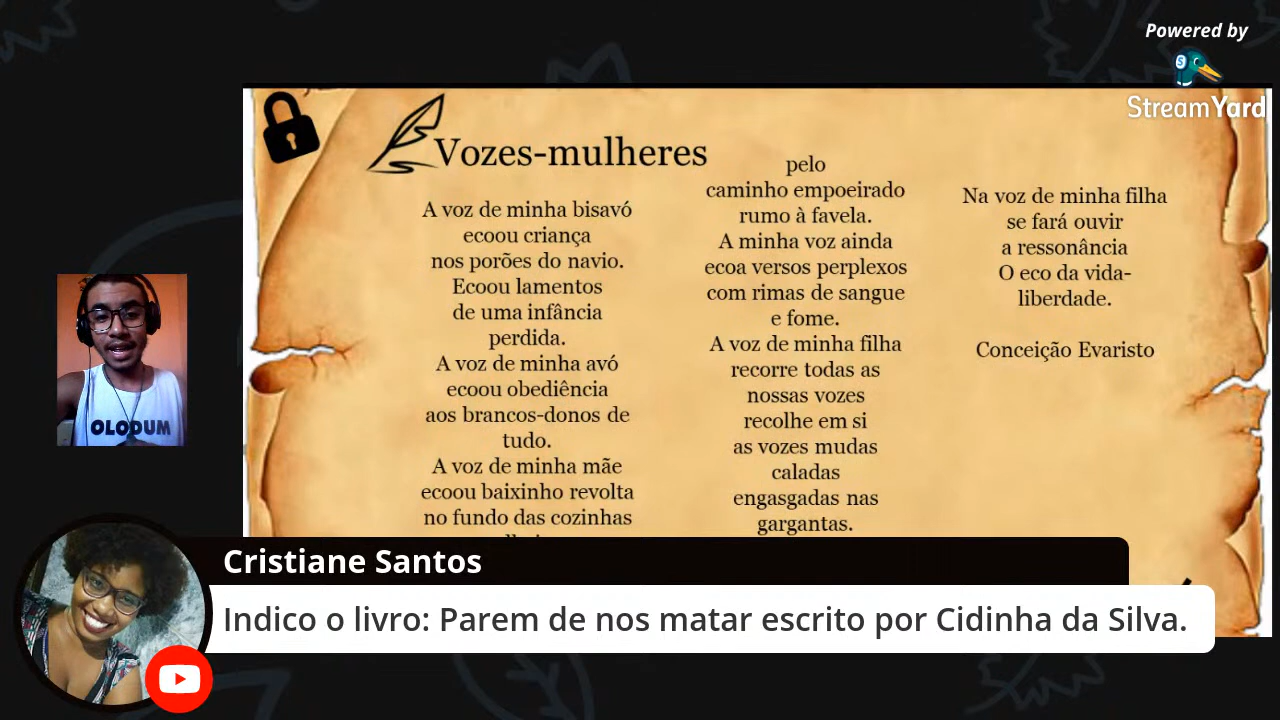 Powered by
StreamYard
Vozes-mulheres
A voz de minha bisavó
ecoou criança
nos porões do navio.
Ecoou lamentos
de uma infância
perdida.
A voz de minha avó
ecoou obediência
aos brancos-donos de
tudo.
A voz de minha mãe
ecoou baixinho revolta
no fundo das cozinhas
pelo
caminho empoeirado
rumo à favela.
A minha voz ainda
ecoa versos perplexos
com rimas de sangue
e fome.
A voz de minha filha
recorre todas as
nossas vozes
recolhe em si
as vozes mudas
caladas
engasgadas nas
gargantas.
Na voz de minha filha
se fará ouvir
a ressonância
O eco da vida-
liberdade.
Conceição Evaristo
OLODUM
Cristiane Santos
Indico o livro: Parem de nos matar escrito por Cidinha da Silva.